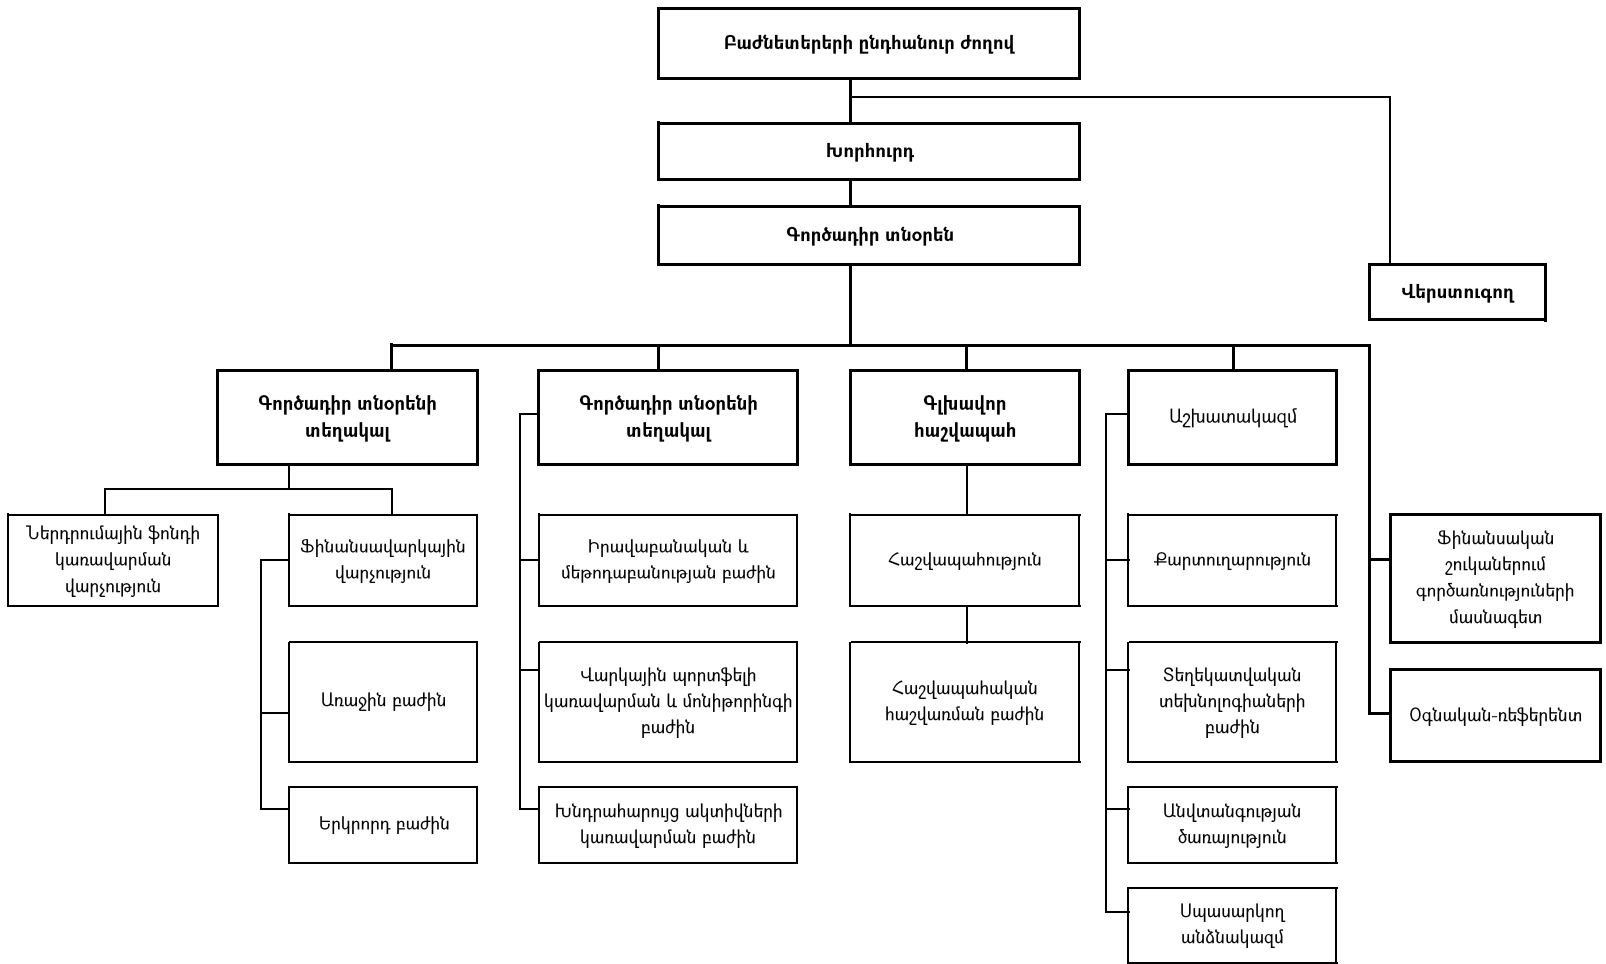 Բաժնետերերի ընդհանուր ժողով
Խորհուրդ
Գործադիր տնօրեն
Վերստուգող
Գործադիր տնօրենի
տեղակալ
Գործադիր տնօրենի
տեղակալ
Գլխավոր
հաշվապահ
Աշխատակազմ
Ներդրումային ֆոնդի
կառավարման
վարչություն
Ֆինանսավարկային
վարչություն
Իրավաբանական և
մեթոդաբանության բաժին
Հաշվապահություն
Քարտուղարություն
Ֆինանսական
շուկաներում
գործառնություների
մասնագետ
Առաջին բաժին
Վարկային պորտֆելի
կառավարման և մոնիթորինգի
բաժին
Հաշվապահական
հաշվառման բաժին
Տեղեկատվական
տեխնոլոգիաների
բաժին
Օգնական-ռեֆերենտ
Երկրորդ բաժին
Խնդրահարույց ակտիվների
կառավարման բաժին
Անվտանգության
ծառայություն
Սպասարկող
անձնակազմ